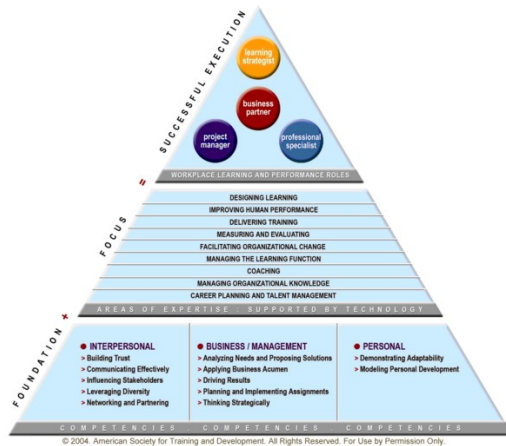 SUCCESSFUL EXECUTION
learning
strategist
business
partner
project
manager
professional
specialist
WORKPLACE LEARNING AND PERFORMANCE ROLES
=
FOCUS
DESIGNING LEARNING
IMPROVING HUMAN PERFORMANCE
DELIVERING TRAINING
MEASURING AND EVALUATING
FACILITATING ORGANIZATIONAL CHANGE
MANAGING THE LEARNING FUNCTION
COACHING
MANAGING ORGANIZATIONAL KNOWLEDGE
CAREER PLANNING AND TALENT MANAGEMENT
AREAS OF EXPERTISE . SUPPORTED BY TECHNOLOGY
+
FOUNDATION
● INTERPERSONAL
> Building Trust
> Communicating Effectively
> Influencing Stakeholders
> Leveraging Diversity
> Networking and Partnering
● BUSINESS / MANAGEMENT
> Analyzing Needs and Proposing Solutions
> Applying Business Acumen
> Driving Results
> Planning and Implementing Assignments
> Thinking Strategically
● PERSONAL
> Demonstrating Adaptability
> Modeling Personal Development
COMPETENCIES . COMPETENCIES . COMPETENCIES
© 2004. American Society for Training and Development. All Rights Reserved. For Use by Permission Only.